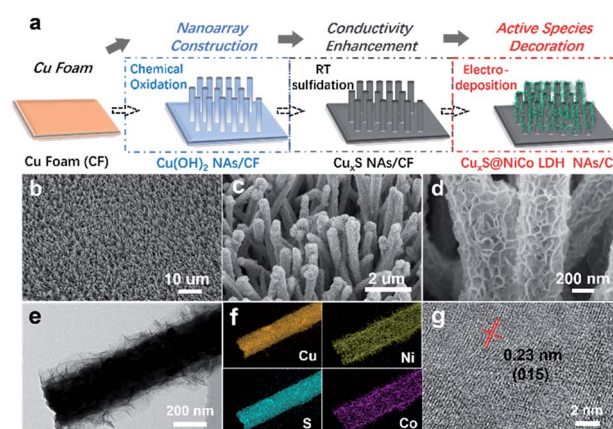 a
Nanoarray
Construction
Conductivity
Enhancement
Active Species
Decoration
Cu Foam
Chemical
Oxidation
RT
sulfidation
Electro-
deposition
Cu Foam (CF)
Cu(OH)₂ NAs/CF
CuₓS NAs/CF
CuₓS@NiCo LDH NAs/C
b
10 um
c
2 um
d
200 nm
e
200 nm
f
Cu
Ni
S
Co
g
0.23 nm
(015)
2 nm